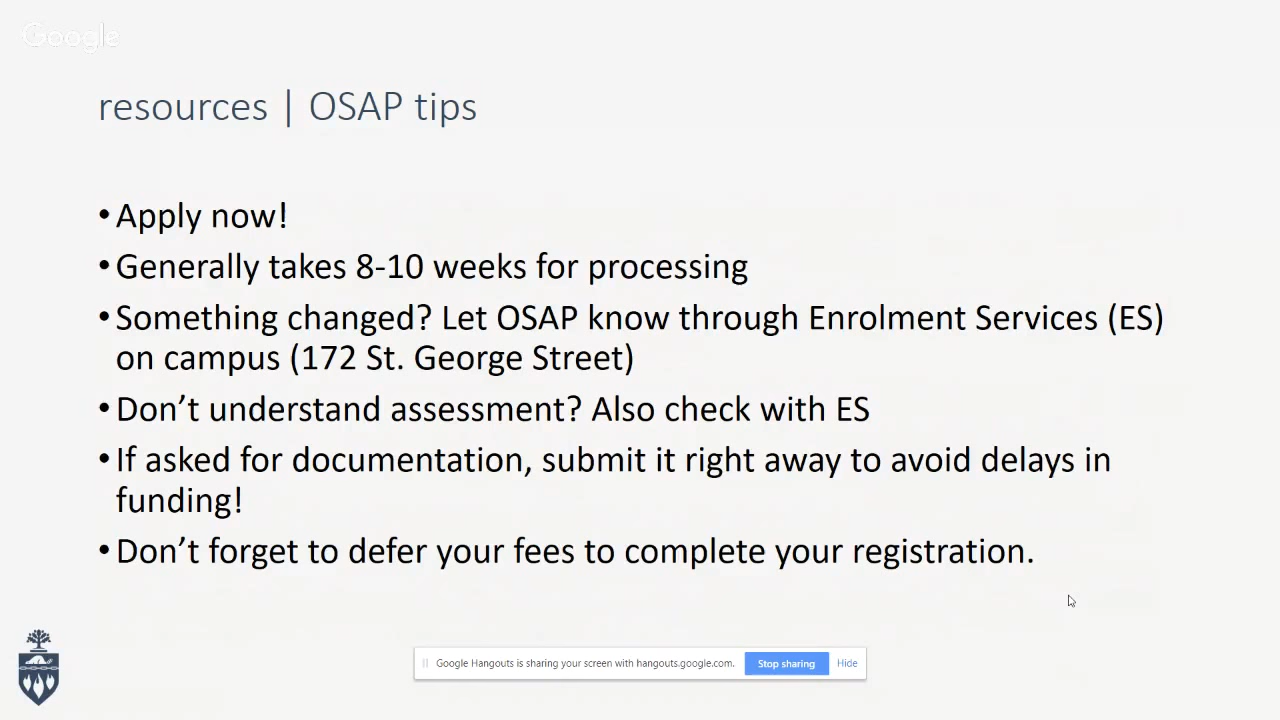 Google
resources | OSAP tips
•Apply now!
•Generally takes 8-10 weeks for processing
•Something changed? Let OSAP know through Enrolment Services (ES)
on campus (172 St. George Street)
•Don’t understand assessment? Also check with ES
•If asked for documentation, submit it right away to avoid delays in
funding!
•Don’t forget to defer your fees to complete your registration.
Google Hangouts is sharing your screen with hangouts.google.com. Stop sharing Hide